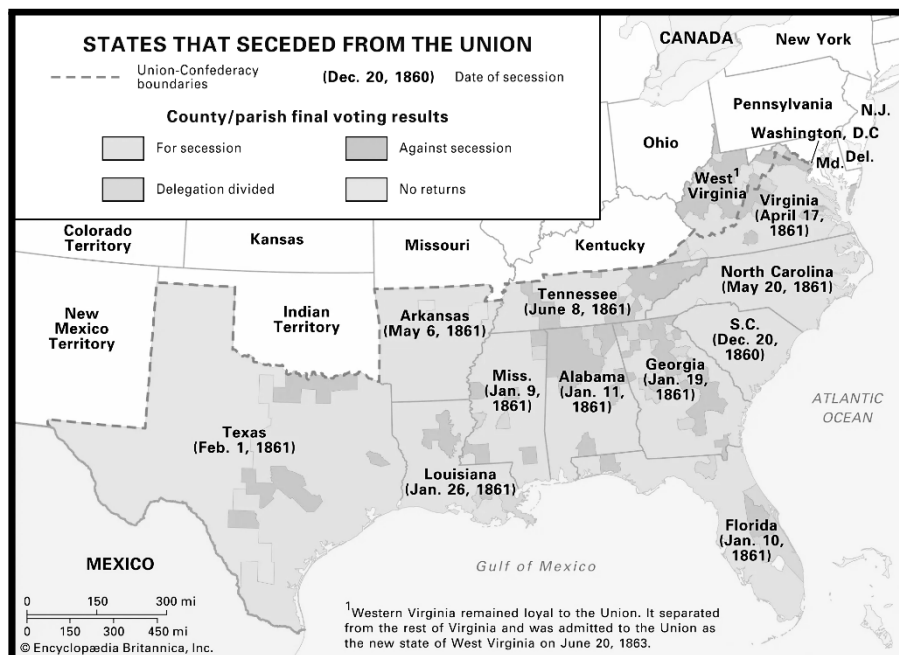 STATES THAT SECEDED FROM THE UNION
Union-Confederacy
boundaries
(Dec. 20, 1860)
Date of secession
County/parish final voting results
For secession
Against secession
Delegation divided
No returns
CANADA
New York
Pennsylvania
N.J.
Ohio
Washington, D.C
Md.
Del.
West¹
Virginia
Virginia
(April 17,
1861)
Colorado
Territory
Kansas
Missouri
Kentucky
North Carolina
(May 20, 1861)
New
Mexico
Territory
Indian
Territory
Arkansas
(May 6, 1861)
Tennessee
(June 8, 1861)
S.C.
(Dec. 20,
1860)
Miss.
(Jan. 9,
1861)
Alabama
(Jan. 11,
1861)
Georgia
(Jan. 19,
1861)
ATLANTIC
OCEAN
Texas
(Feb. 1, 1861)
Louisiana
(Jan. 26, 1861)
Florida
(Jan. 10,
1861)
MEXICO
Gulf of Mexico
0 150 300 mi
0 150 300 450 mi
© Encyclopædia Britannica, Inc.
¹Western Virginia remained loyal to the Union. It separated
from the rest of Virginia and was admitted to the Union as
the new state of West Virginia on June 20, 1863.